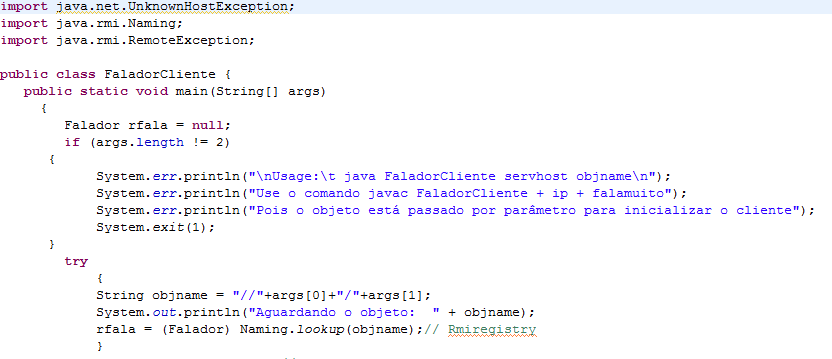 import java.net.UnknownHostException;
import java.rmi.Naming;
import java.rmi.RemoteException;
public class FaladorCliente {
public static void main(String[] args)
{
Falador rfala = null;
if (args.length != 2)
{
System.err.println("\nUsage:\t java FaladorCliente servhost objname\n");
System.err.println("Use o comando javac FaladorCliente + ip + falamuito");
System.err.println("Pois o objeto está passado por parâmetro para inicializar o cliente");
System.exit(1);
}
try
{
String objname = "//"+args[0]+"/"+args[1];
System.out.println("Aguardando o objeto:  " + objname);
rfala = (Falador) Naming.lookup(objname);// Rmiregistry
}